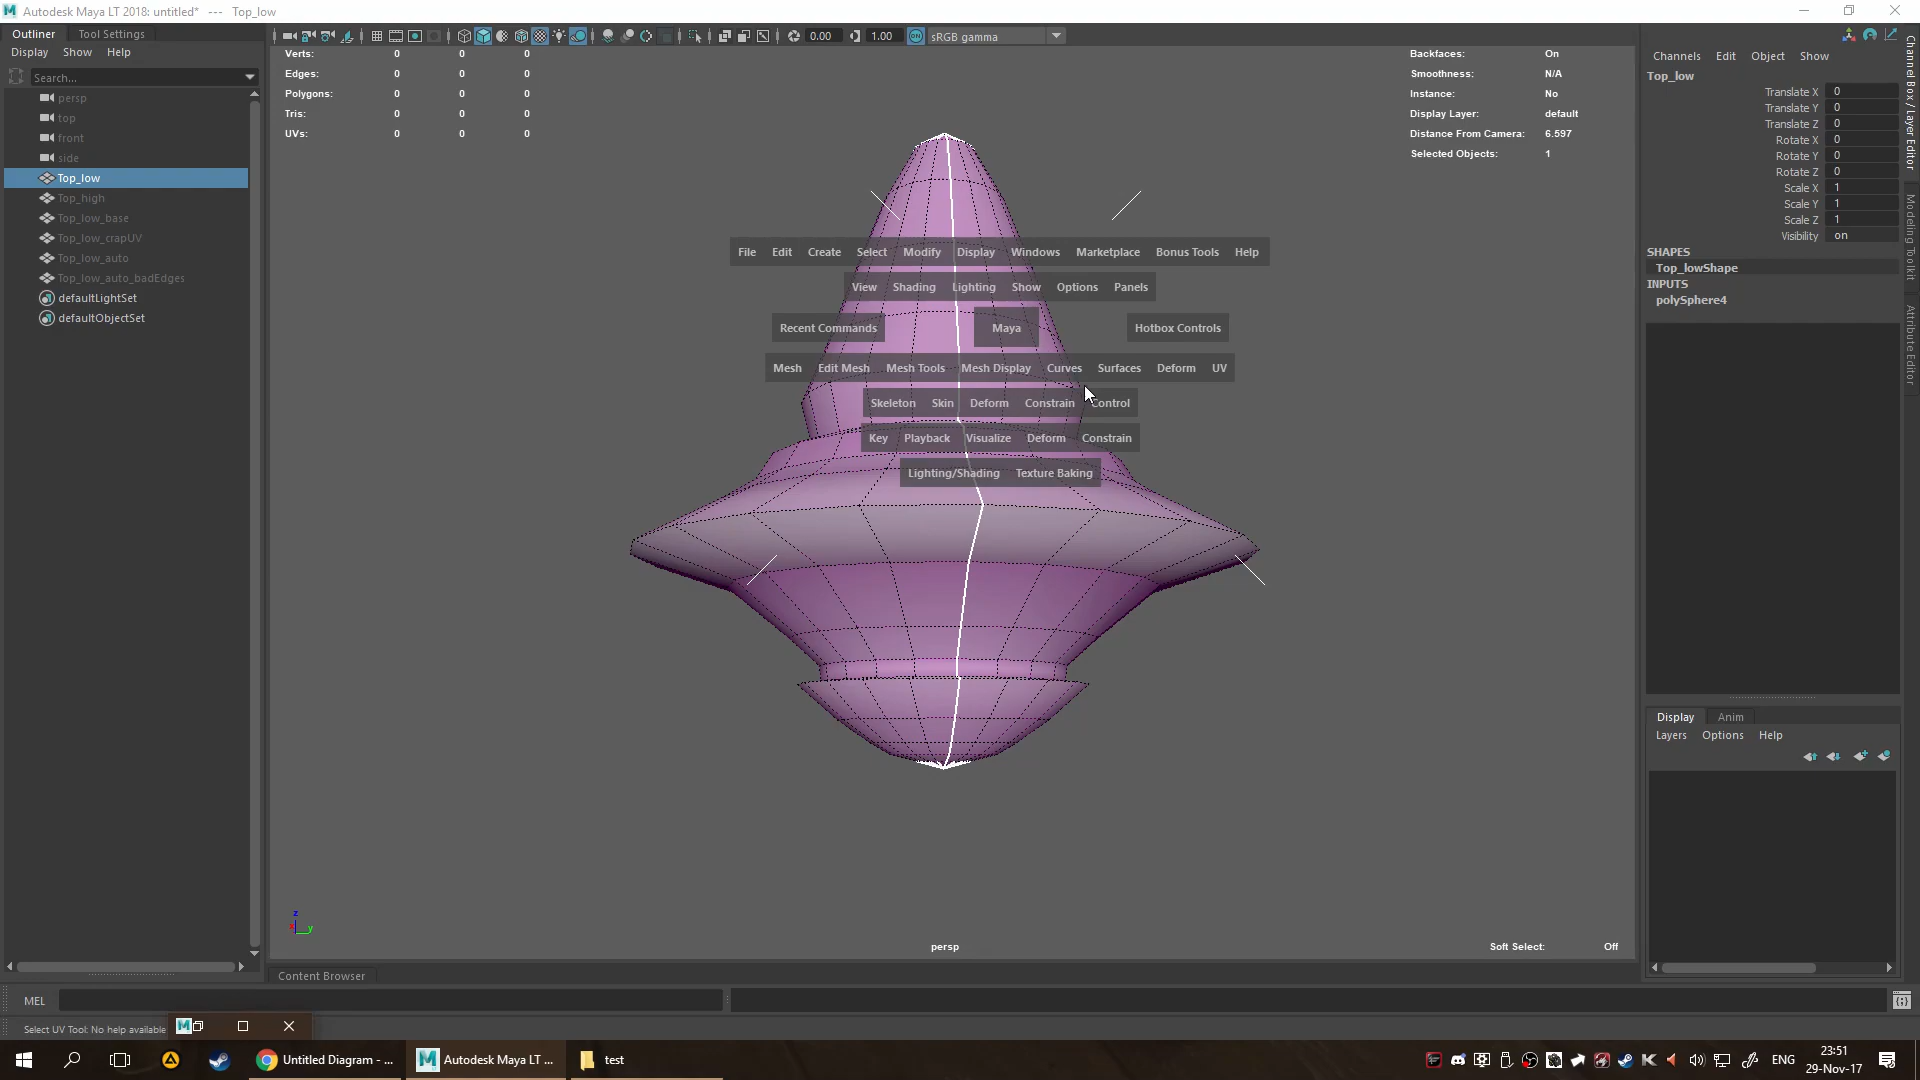 Autodesk Maya LT 2018: untitled* --- Top_low
Outliner Tool Settings
Display Show Help
Search...
persp
top
front
side
Top_low
Top_high
Top_low_base
Top_low_crapUV
Top_low_auto
Top_low_auto_badEdges
defaultLightSet
defaultObjectSet
0.00 1.00 ON sRGB gamma
Verts: 0 0 0
Edges: 0 0 0
Polygons: 0 0 0
Tris: 0 0 0
UVs: 0 0 0
Backfaces: On
Smoothness: N/A
Instance: No
Display Layer: default
Distance From Camera: 6.597
Selected Objects: 1
File Edit Create Select Modify Display Windows Marketplace Bonus Tools Help
View Shading Lighting Show Options Panels
Recent Commands Maya Hotbox Controls
Mesh Edit Mesh Mesh Tools Mesh Display Curves Surfaces Deform UV
Skeleton Skin Deform Constrain Control
Key Playback Visualize Deform Constrain
Lighting/Shading Texture Baking
z
x y
persp
Soft Select: Off
Content Browser
Channels Edit Object Show
Top_low
Translate X 0
Translate Y 0
Translate Z 0
Rotate X 0
Rotate Y 0
Rotate Z 0
Scale X 1
Scale Y 1
Scale Z 1
Visibility on
SHAPES
Top_lowShape
INPUTS
polySphere4
Display Anim
Layers Options Help
Channel Box / Layer Editor
Modeling Toolkit
Attribute Editor
MEL
Select UV Tool: No help available
Untitled Diagram - ...
Autodesk Maya LT ...
test
ENG
23:51
29-Nov-17